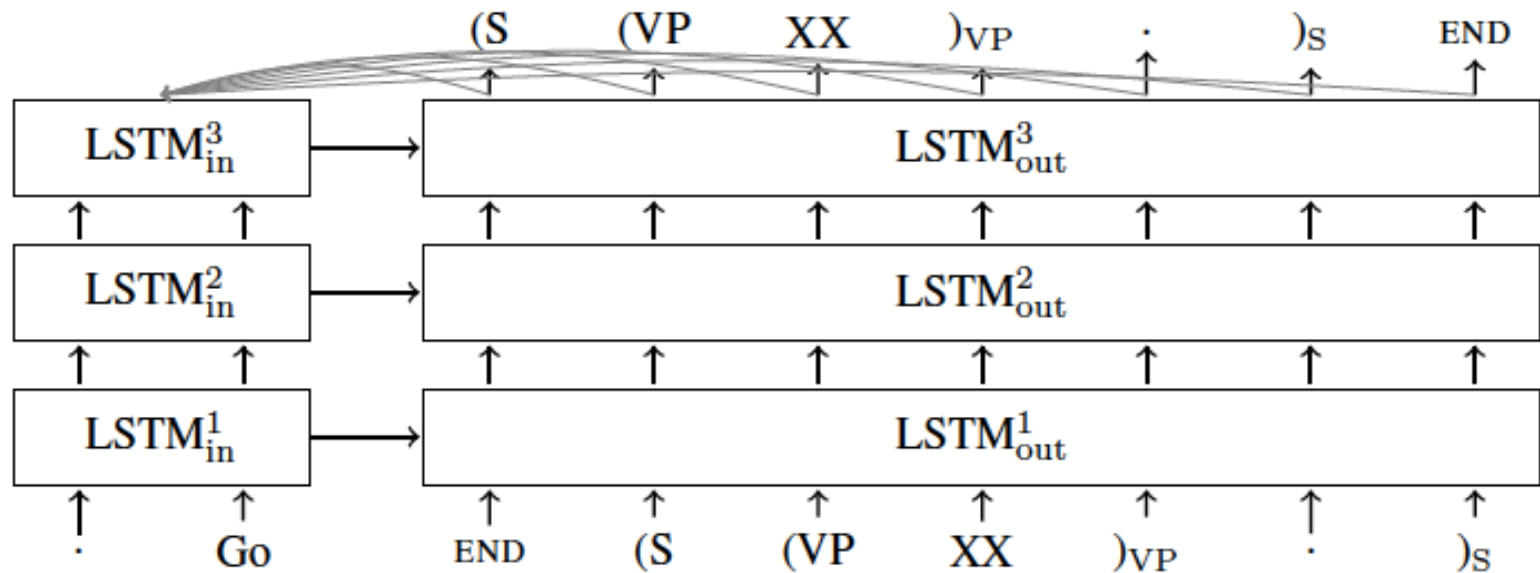 (S (VP XX )VP . )S END
LSTM³in LSTM³out
LSTM²in LSTM²out
LSTM¹in LSTM¹out
. Go END (S (VP XX )VP . )S